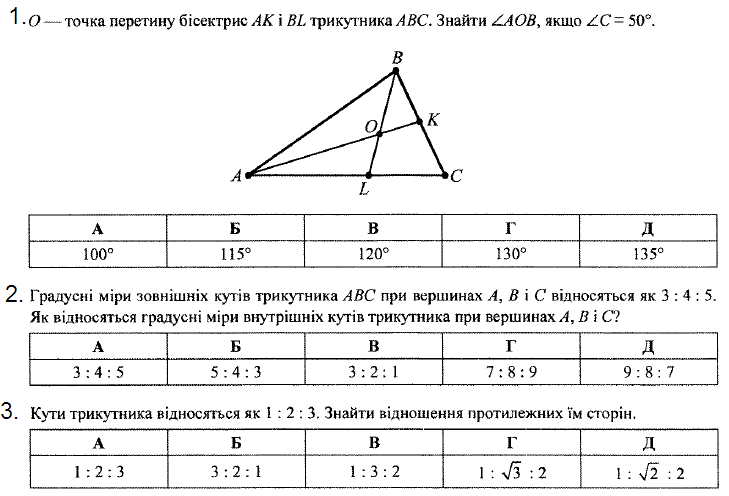 1. O — точка перетину бісектрис AK і BL трикутника ABC. Знайти ∠AOB, якщо ∠C = 50°.
B
O
K
A
L
C
А Б В Г Д
100° 115° 120° 130° 135°
2. Градусні міри зовнішніх кутів трикутника ABC при вершинах A, B і C відносяться як 3 : 4 : 5.
Як відносяться градусні міри внутрішніх кутів трикутника при вершинах A, B і C?
А Б В Г Д
3 : 4 : 5 5 : 4 : 3 3 : 2 : 1 7 : 8 : 9 9 : 8 : 7
3. Кути трикутника відносяться як 1 : 2 : 3. Знайти відношення протилежних їм сторін.
А Б В Г Д
1 : 2 : 3 3 : 2 : 1 1 : 3 : 2 1 : √3 : 2 1 : √2 : 2